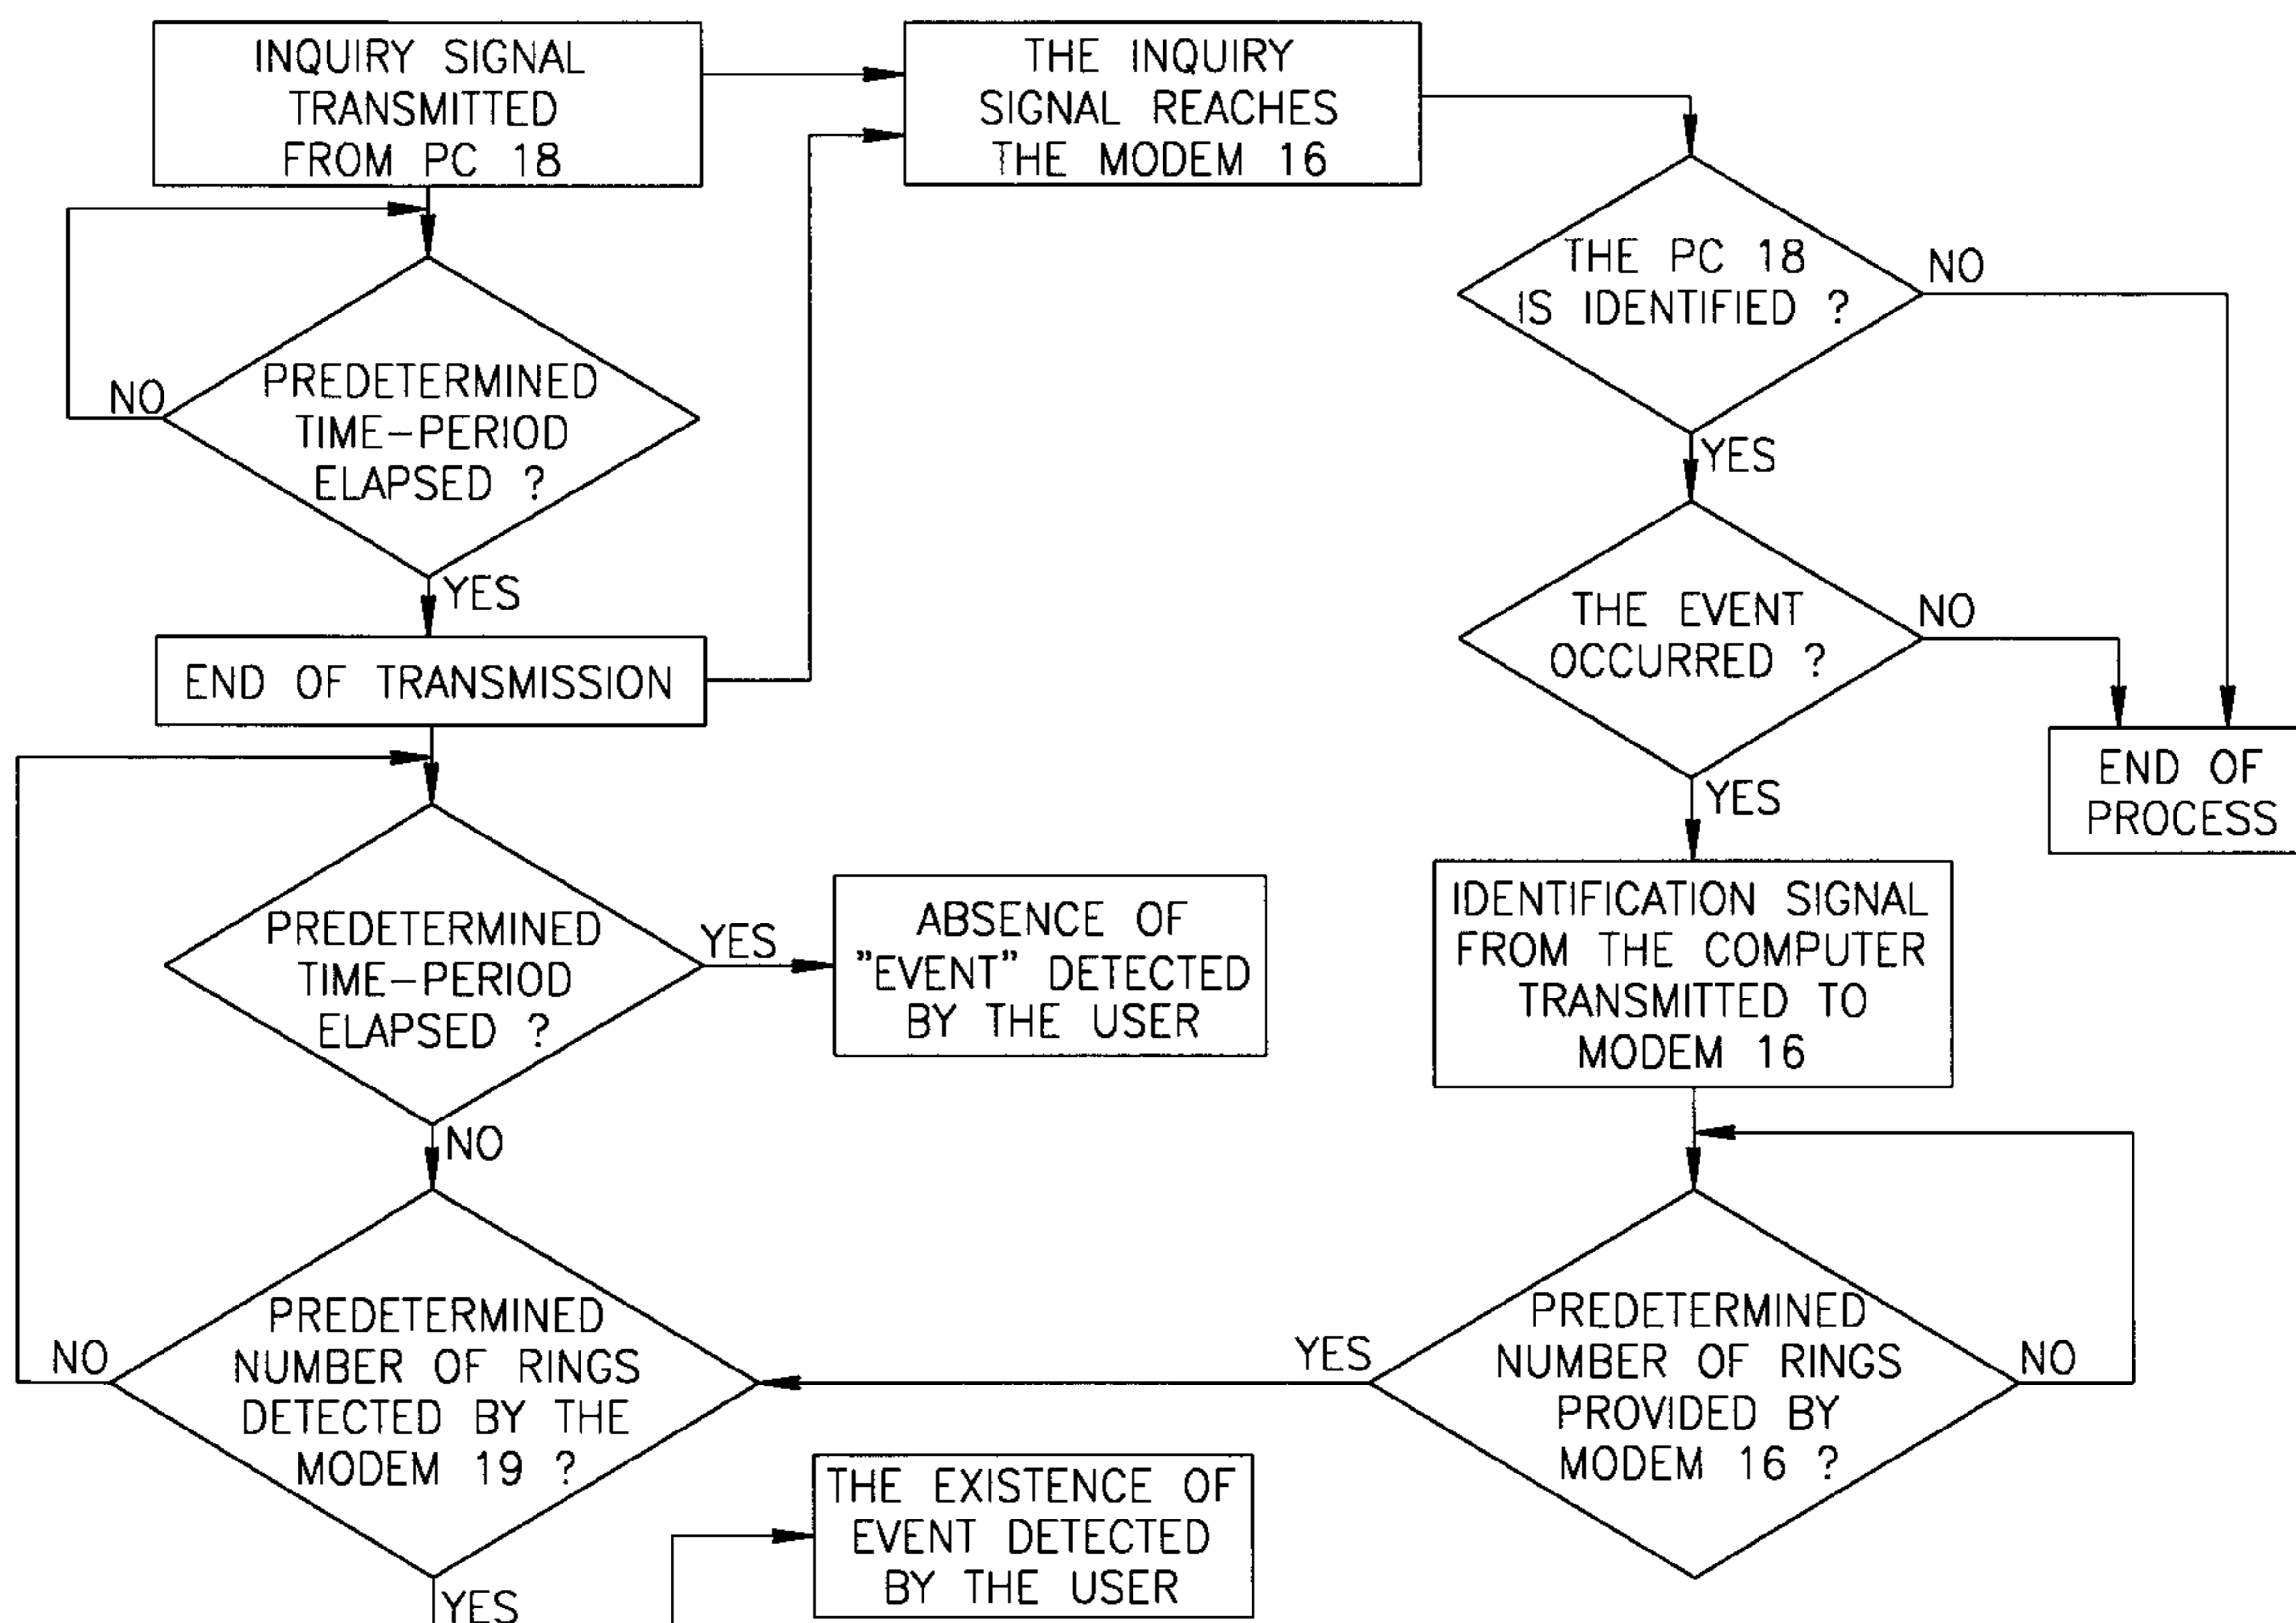 INQUIRY SIGNAL
TRANSMITTED
FROM PC 18
THE INQUIRY
SIGNAL REACHES
THE MODEM 16
THE PC 18
IS IDENTIFIED ?
NO
YES
PREDETERMINED
TIME-PERIOD
ELAPSED ?
NO
YES
THE EVENT
OCCURRED ?
NO
YES
END OF TRANSMISSION
END OF
PROCESS
PREDETERMINED
TIME-PERIOD
ELAPSED ?
YES
NO
ABSENCE OF
"EVENT" DETECTED
BY THE USER
IDENTIFICATION SIGNAL
FROM THE COMPUTER
TRANSMITTED TO
MODEM 16
PREDETERMINED
NUMBER OF RINGS
DETECTED BY THE
MODEM 19 ?
NO
YES
PREDETERMINED
NUMBER OF RINGS
PROVIDED BY
MODEM 16 ?
YES
NO
THE EXISTENCE OF
EVENT DETECTED
BY THE USER